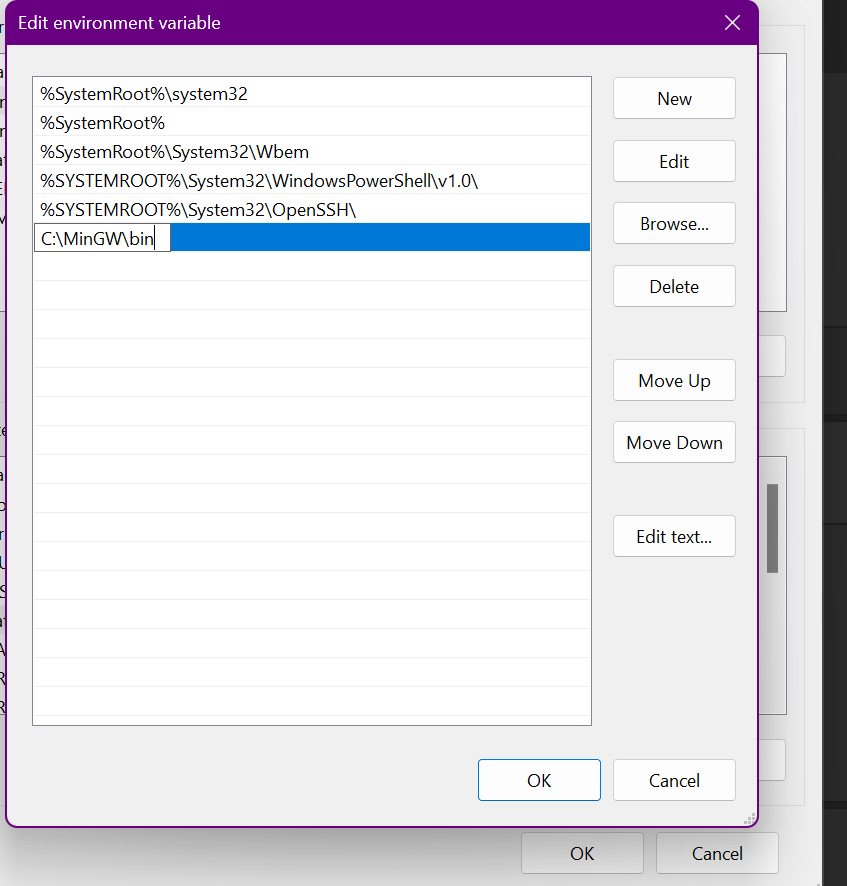 Edit environment variable
%SystemRoot%\system32
%SystemRoot%
%SystemRoot%\System32\Wbem
%SYSTEMROOT%\System32\WindowsPowerShell\v1.0\
%SYSTEMROOT%\System32\OpenSSH\
C:\MinGW\bin
New
Edit
Browse...
Delete
Move Up
Move Down
Edit text...
OK
Cancel
OK
Cancel